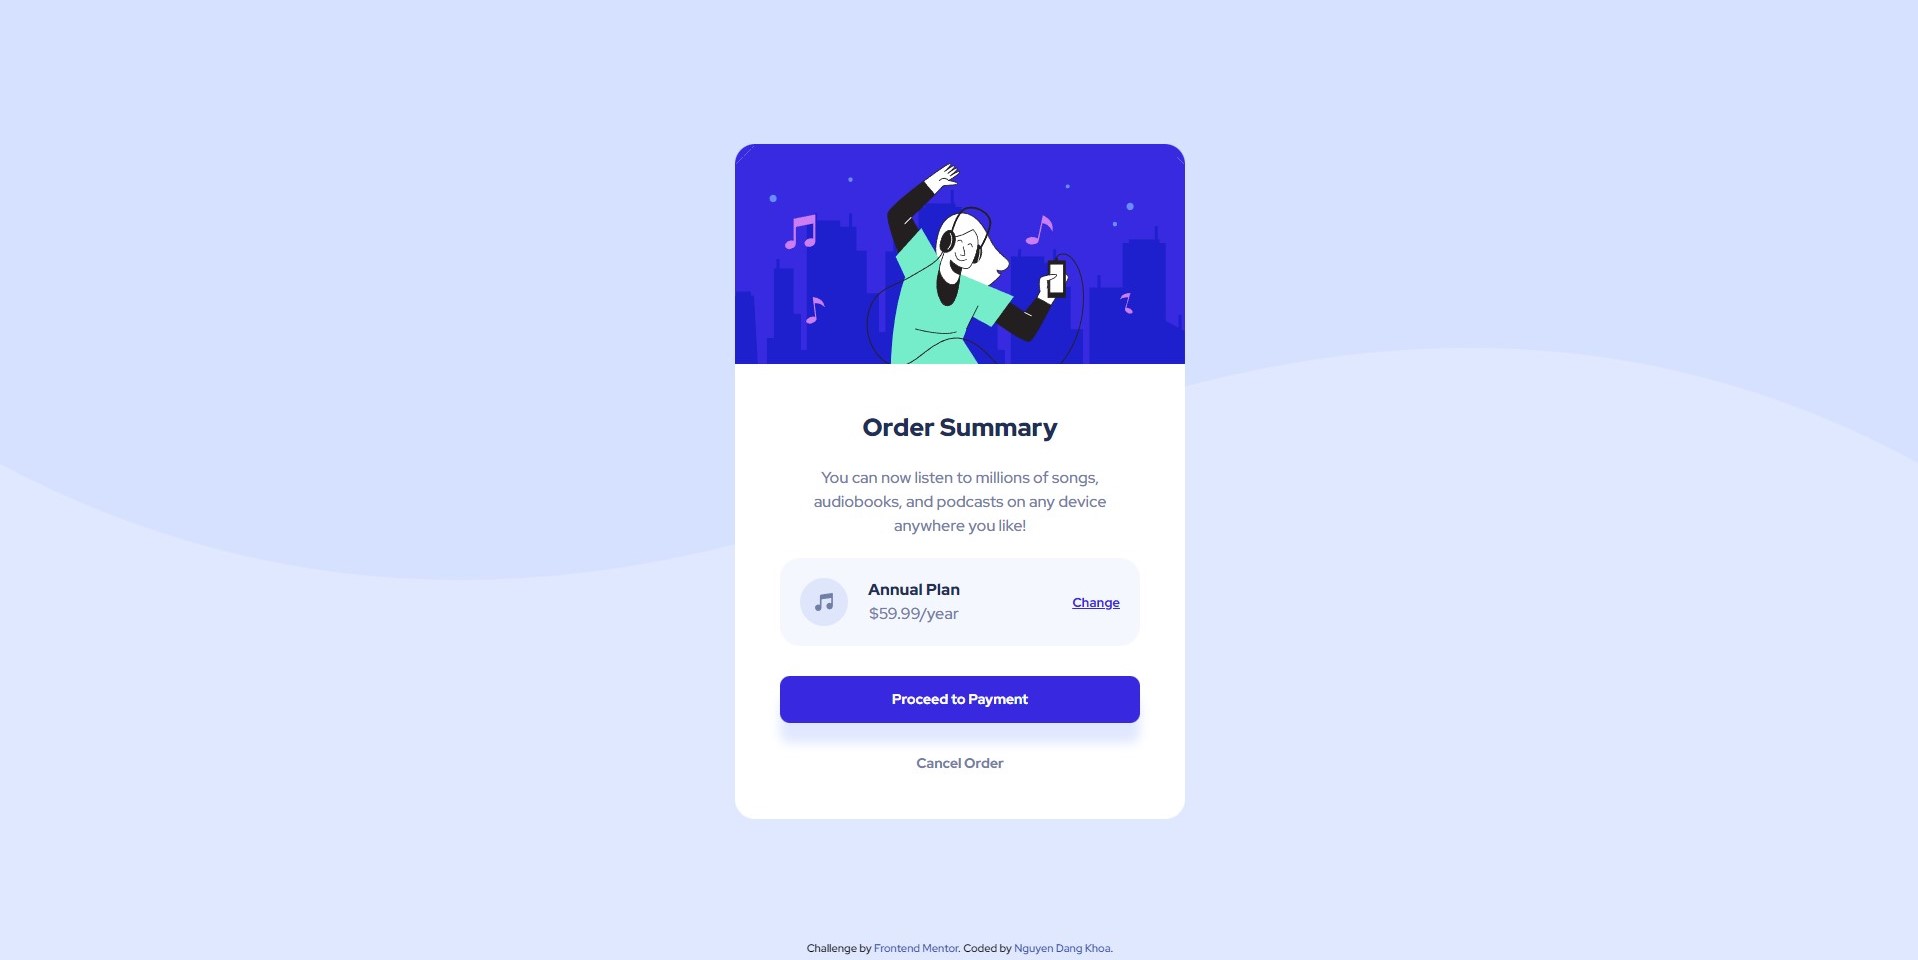 Order Summary
You can now listen to millions of songs,
audiobooks, and podcasts on any device
anywhere you like!
Annual Plan
$59.99/year
Change
Proceed to Payment
Cancel Order
Challenge by Frontend Mentor. Coded by Nguyen Dang Khoa.